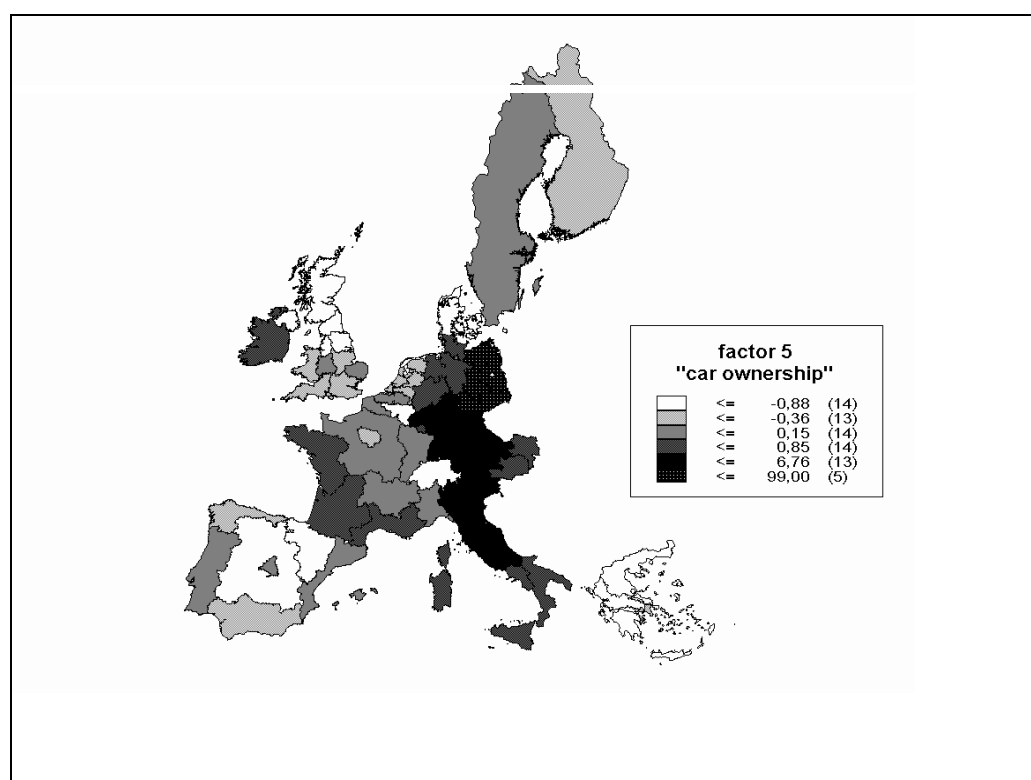 factor 5
"car ownership"
<= -0,88 (14)
<= -0,36 (13)
<= 0,15 (14)
<= 0,85 (14)
<= 6,76 (13)
<= 99,00 (5)